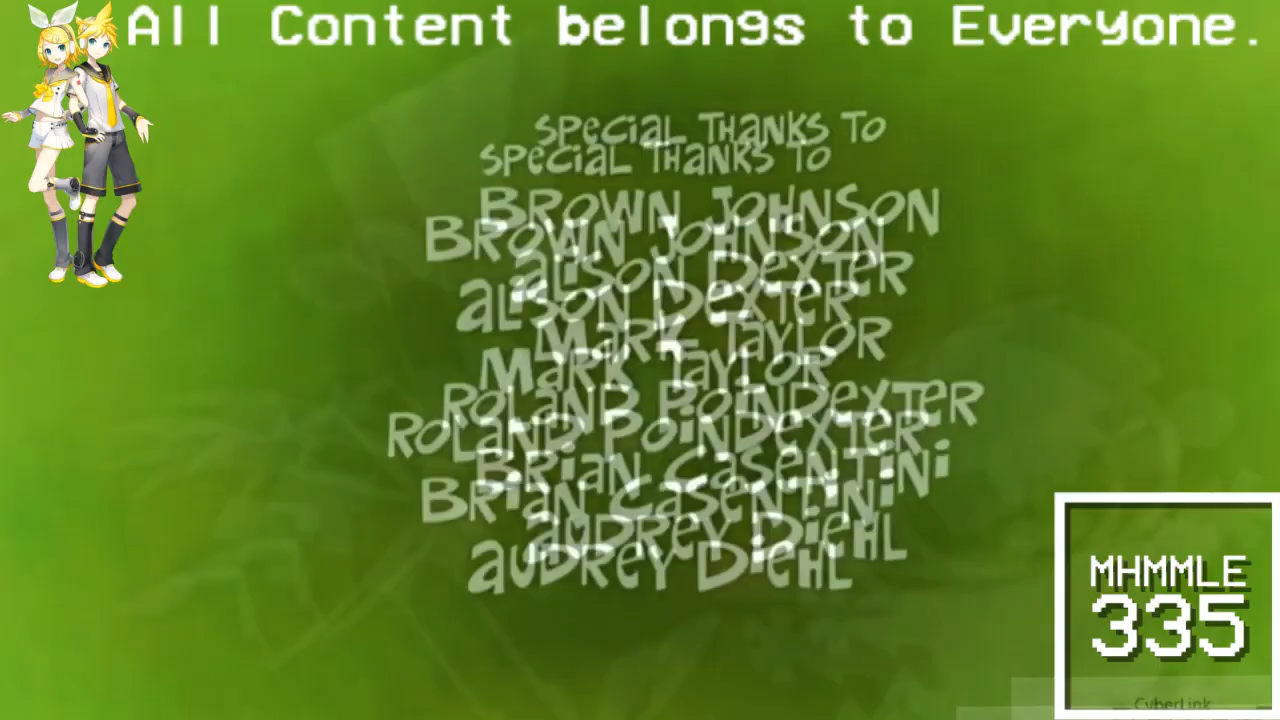 All Content belongs to Everyone.
SPECIAL THANKS TO
SPECIAL THANKS TO
BROWN JOHNSON
BROWN JOHNSON
ALISON DEXTER
ALISON DEXTER
MARK TAYLOR
MARK TAYLOR
ROLAND POINDEXTER
ROLAND POINDEXTER
BRIAN CASENTINI
BRIAN CASENTINI
AUDREY DIEHL
AUDREY DIEHL
MHMMLE
335
CyberLink